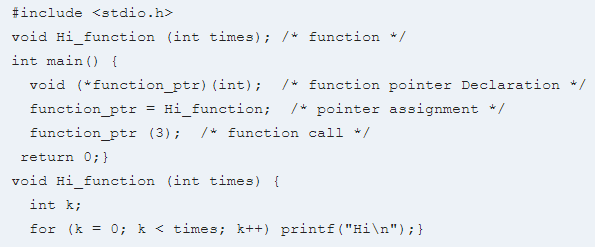 #include <stdio.h>
void Hi_function (int times); /* function */
int main() {
  void (*function_ptr)(int);  /* function pointer Declaration */
  function_ptr = Hi_function;  /* pointer assignment */
  function_ptr (3);  /* function call */
 return 0;}
void Hi_function (int times) {
  int k;
  for (k = 0; k < times; k++) printf("Hi\n");}